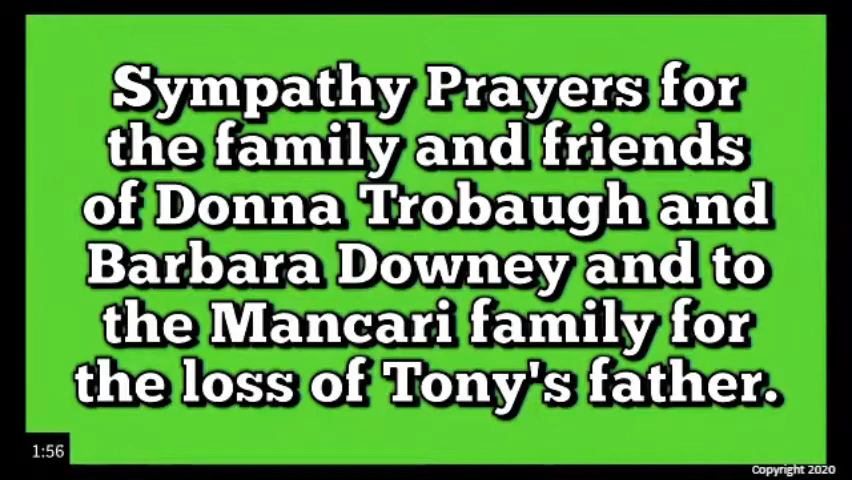 Sympathy Prayers for
the family and friends
of Donna Trobaugh and
Barbara Downey and to
the Mancari family for
the loss of Tony's father.
1:56
Copyright 2020